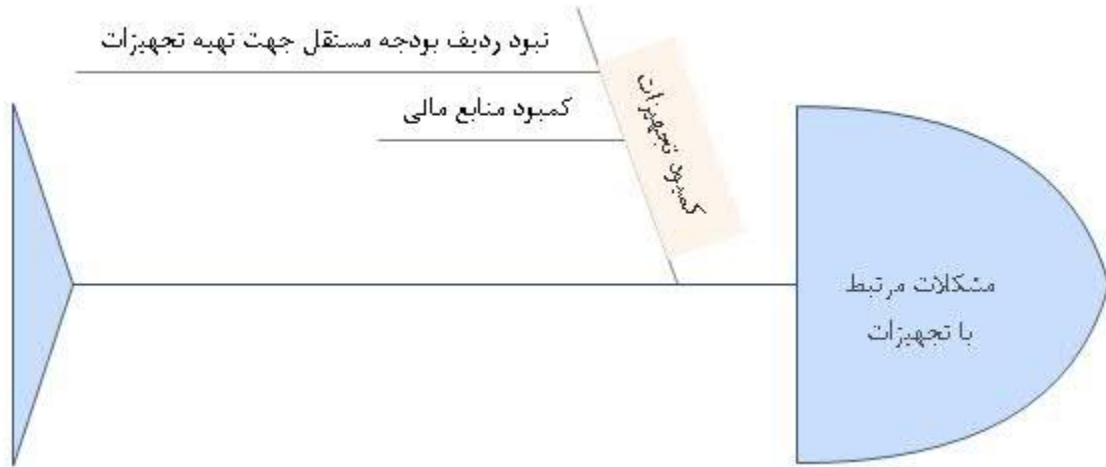 نبود ردیف بودجه مستقل جهت تهیه تجهیزات
کمبود منابع مالی
کمبود تجهیزات
مشکلات مرتبط
با تجهیزات